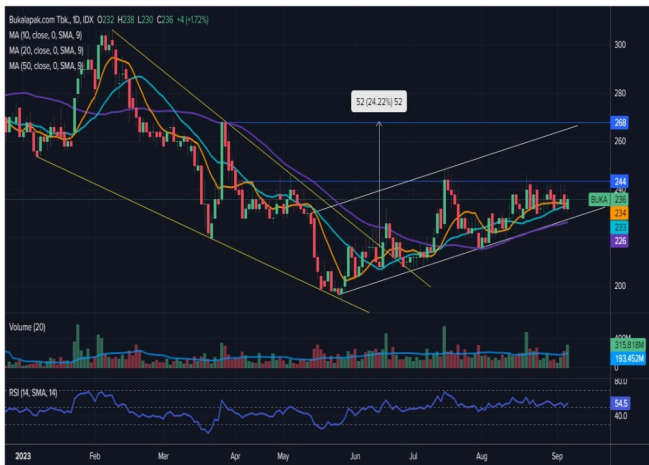 Bukalapak.com Tbk., 1D, IDX O232 H238 L230 C236 +4 (+1.72%)
MA (10, close, 0, SMA, 9)
MA (20, close, 0, SMA, 9)
MA (50, close, 0, SMA, 9)
52 (24.22%) 52
300
280
268
260
244
BUKA 236
234
233
226
200
Volume (20)
315.818M
193.452M
0
RSI (14, SMA, 14)
80.0
54.5
40.0
2023 Feb Mar Apr May Jun Jul Aug Sep